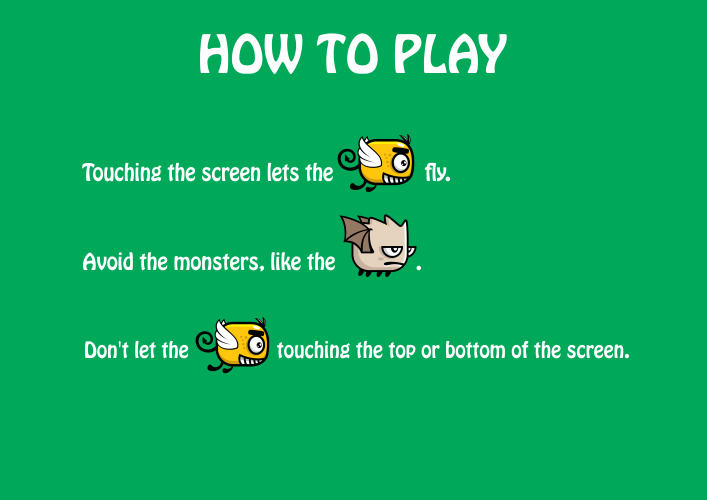 HOW TO PLAY
Touching the screen lets the fly.
Avoid the monsters, like the .
Don't let the touching the top or bottom of the screen.